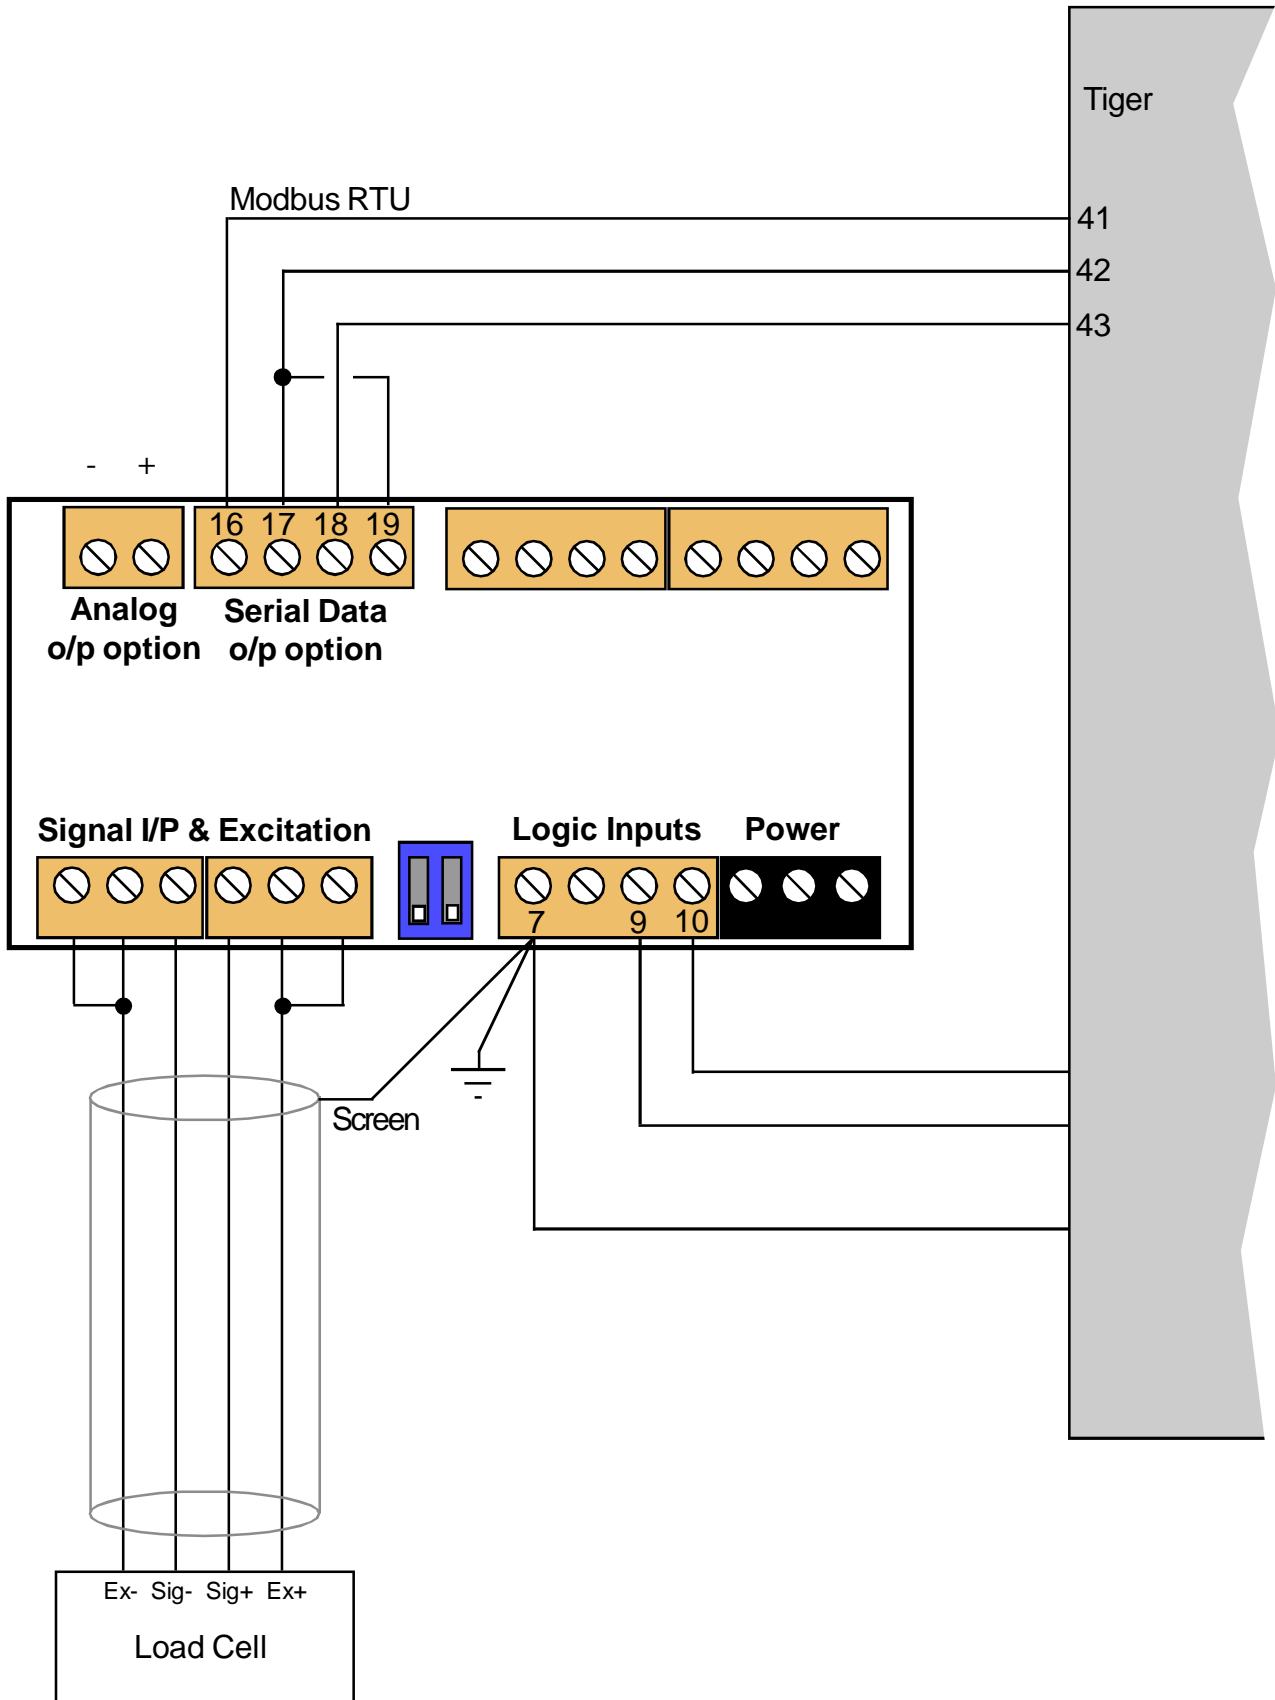 Tiger
Modbus RTU
41
42
43
- +
16 17 18 19
Analog
o/p option
Serial Data
o/p option
Signal I/P & Excitation
Logic Inputs
Power
7 9 10
Screen
Ex- Sig- Sig+ Ex+
Load Cell